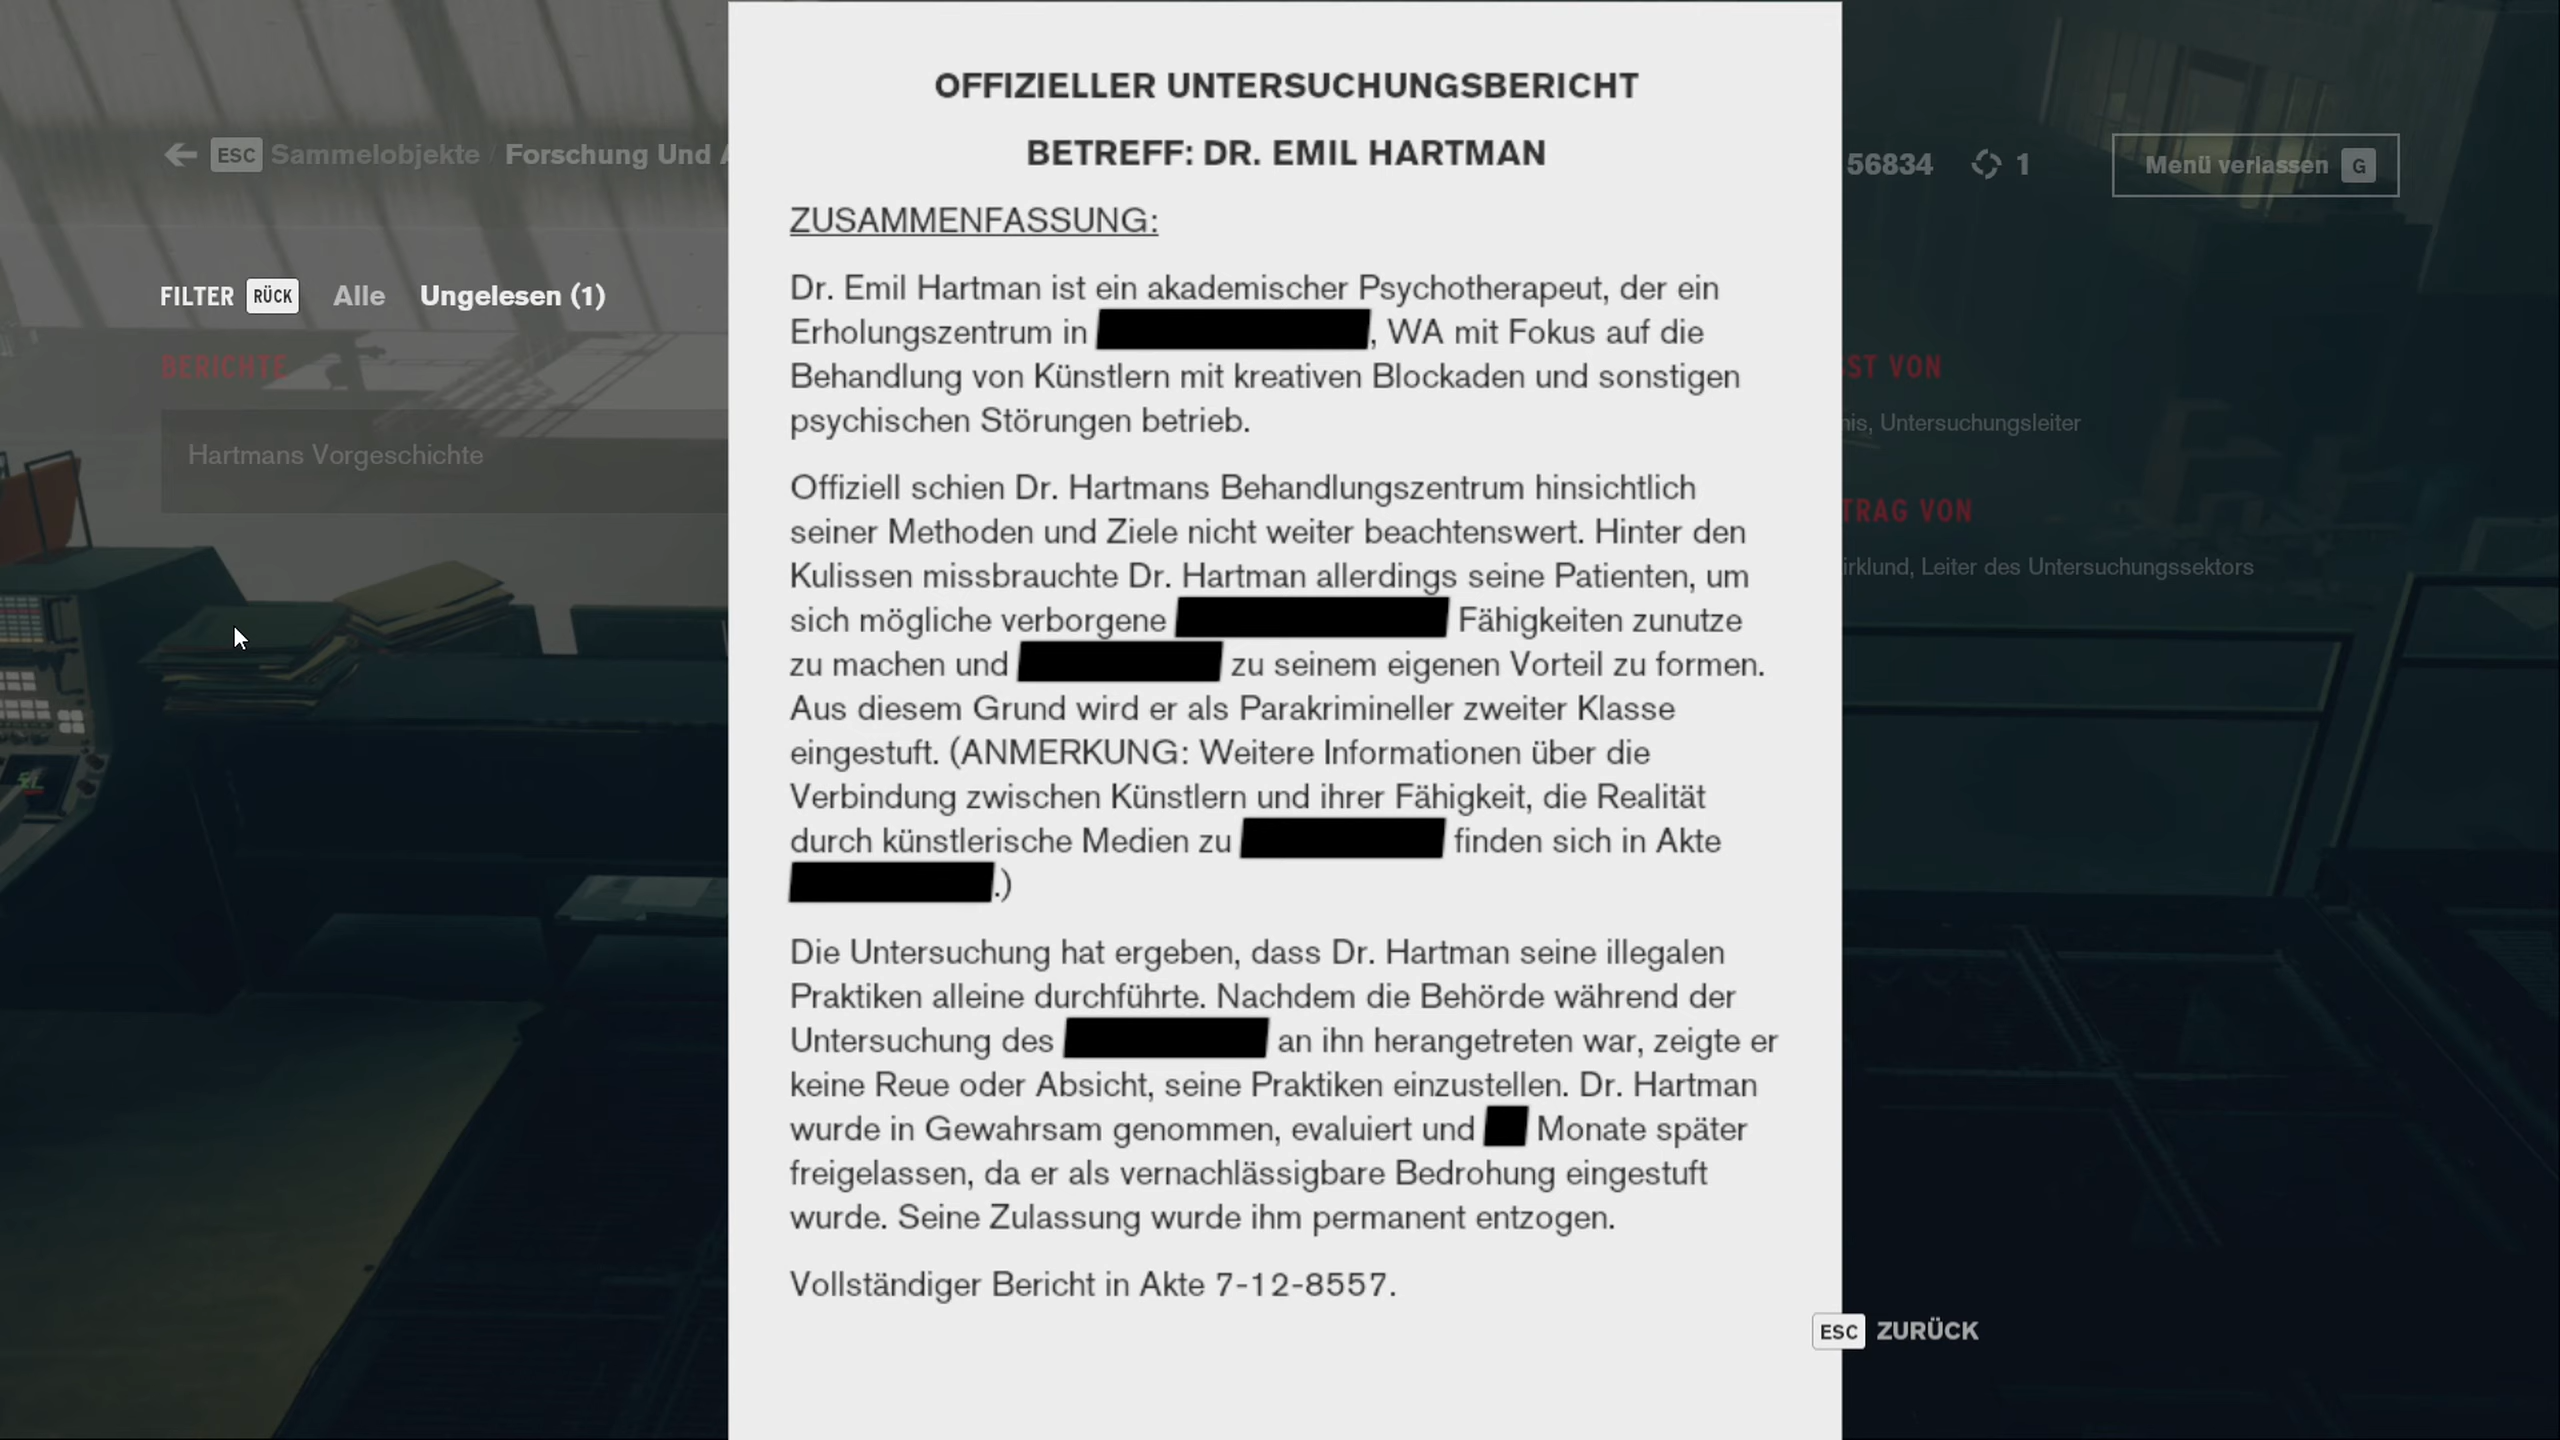 OFFIZIELLER UNTERSUCHUNGSBERICHT
BETREFF: DR. EMIL HARTMAN
ESC Sammelobjekte / Forschung Und
56834
1
Menü verlassen G
ZUSAMMENFASSUNG:
FILTER RÜCK Alle Ungelesen (1)
BERICHTE
Hartmans Vorgeschichte
Dr. Emil Hartman ist ein akademischer Psychotherapeut, der ein
Erholungszentrum in , WA mit Fokus auf die
Behandlung von Künstlern mit kreativen Blockaden und sonstigen
psychischen Störungen betrieb.
Offiziell schien Dr. Hartmans Behandlungszentrum hinsichtlich
seiner Methoden und Ziele nicht weiter beachtenswert. Hinter den
Kulissen missbrauchte Dr. Hartman allerdings seine Patienten, um
sich mögliche verborgene Fähigkeiten zunutze
zu machen und zu seinem eigenen Vorteil zu formen.
Aus diesem Grund wird er als Parakrimineller zweiter Klasse
eingestuft. (ANMERKUNG: Weitere Informationen über die
Verbindung zwischen Künstlern und ihrer Fähigkeit, die Realität
durch künstlerische Medien zu finden sich in Akte
.)
Die Untersuchung hat ergeben, dass Dr. Hartman seine illegalen
Praktiken alleine durchführte. Nachdem die Behörde während der
Untersuchung des an ihn herangetreten war, zeigte er
keine Reue oder Absicht, seine Praktiken einzustellen. Dr. Hartman
wurde in Gewahrsam genommen, evaluiert und Monate später
freigelassen, da er als vernachlässigbare Bedrohung eingestuft
wurde. Seine Zulassung wurde ihm permanent entzogen.
Vollständiger Bericht in Akte 7-12-8557.
VON
Untersuchungsleiter
VON
Leiter des Untersuchungssektors
ESC ZURÜCK